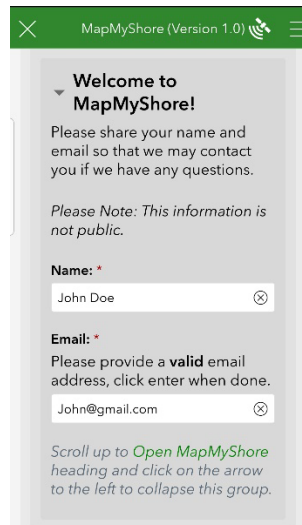 MapMyShore (Version 1.0)
Welcome to
MapMyShore!
Please share your name and
email so that we may contact
you if we have any questions.
Please Note: This information is
not public.
Name: *
John Doe
Email: *
Please provide a valid email
address, click enter when done.
John@gmail.com
Scroll up to Open MapMyShore
heading and click on the arrow
to the left to collapse this group.